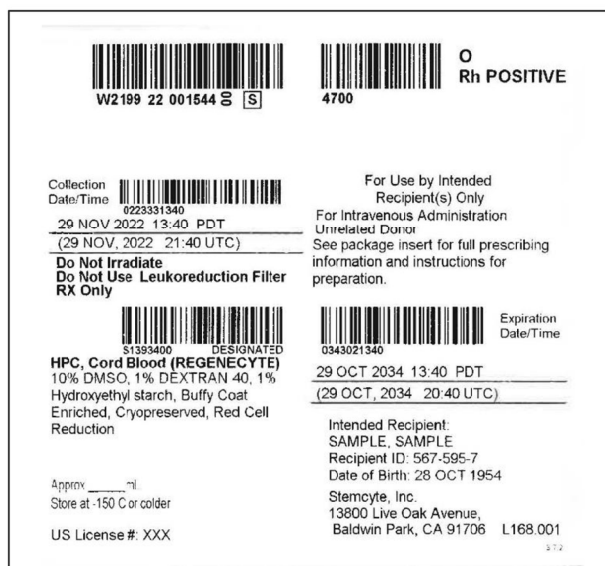 W2199 22 001544 00 S
4700
O
Rh POSITIVE
Collection
Date/Time
0223331340
29 NOV 2022 13:40 PDT
(29 NOV, 2022 21:40 UTC)
Do Not Irradiate
Do Not Use Leukoreduction Filter
RX Only
For Use by Intended
Recipient(s) Only
For Intravenous Administration
Unrelated Donor
See package insert for full prescribing
information and instructions for
preparation.
S1393400 DESIGNATED
HPC, Cord Blood (REGENECYTE)
10% DMSO, 1% DEXTRAN 40, 1%
Hydroxyethyl starch, Buffy Coat
Enriched, Cryopreserved, Red Cell
Reduction
Approx ______ mL
Store at -150 C or colder
US License #: XXX
Expiration
Date/Time
0343021340
29 OCT 2034 13:40 PDT
(29 OCT, 2034 20:40 UTC)
Intended Recipient:
SAMPLE, SAMPLE
Recipient ID: 567-595-7
Date of Birth: 28 OCT 1954
Stemcyte, Inc.
13800 Live Oak Avenue,
Baldwin Park, CA 91706 L168.001